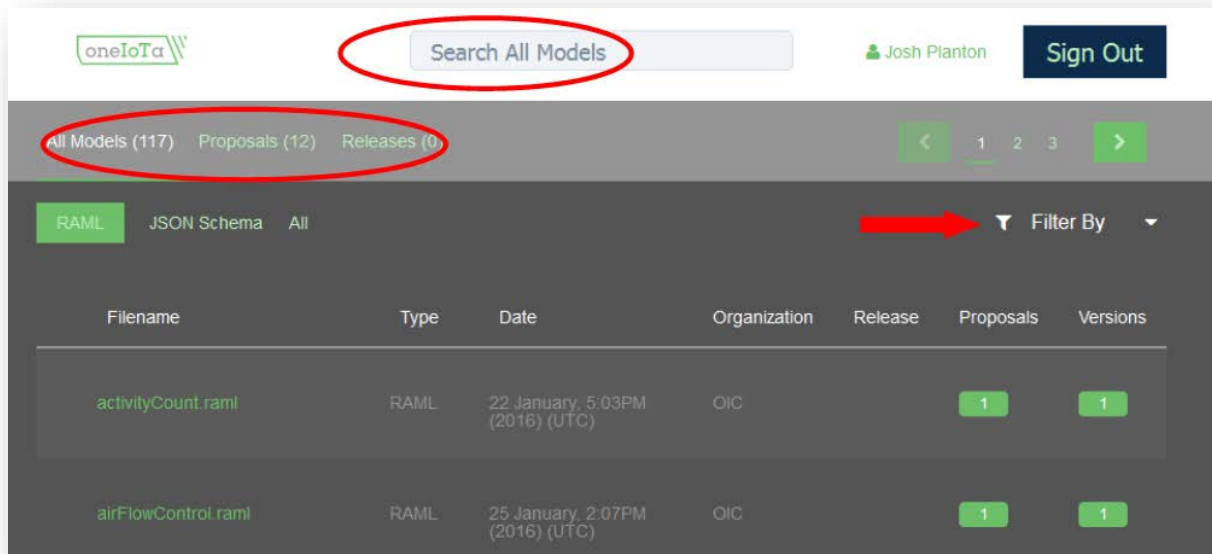 oneIoTa
Search All Models
Josh Planton
Sign Out
All Models (117) Proposals (12) Releases (0)
1 2 3
RAML JSON Schema All
Filter By
Filename Type Date Organization Release Proposals Versions
activityCount.raml RAML 22 January, 5:03PM OIC 1 1
(2016) (UTC)
airFlowControl.raml RAML 25 January, 2:07PM OIC 1 1
(2016) (UTC)